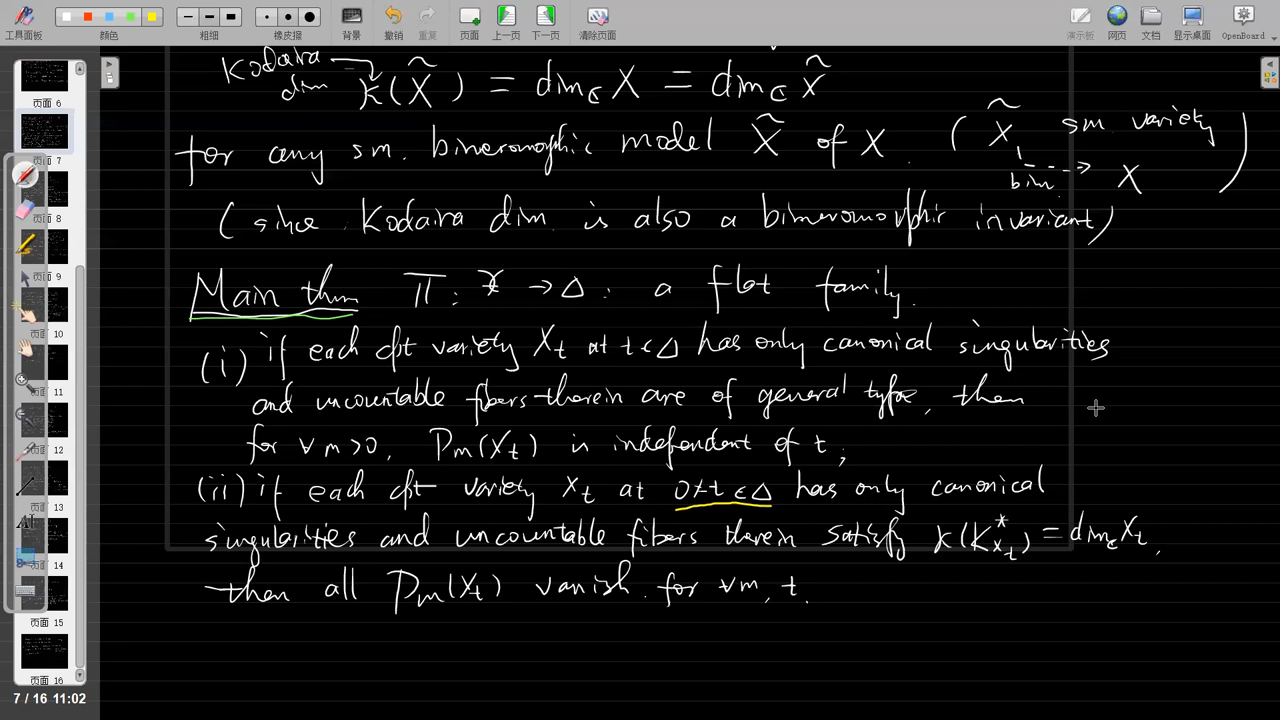 工具面板 颜色 粗细 橡皮擦 背景 撤销 重复 页面 上一页 下一页 清除页面 演示板 网页 文档 显示桌面 OpenBoard
Kodaira dim k(X̃) = dim_ℂ X = dim_ℂ X̃
for any sm. bimeromorphic model X̃ of X. (X̃ sm. variety
bim. ⇢ X)
(since Kodaira dim. is also a bimeromorphic invariant)
Main thm π: 𝒳 → Δ : a flat family.
(i) if each cpt variety X_t at t ∈ Δ has only canonical singularities
and uncountable fibers therein are of general type, then
for ∀ m>0, P_m(X_t) is independent of t;
(ii) if each cpt variety X_t at 0≠t ∈ Δ has only canonical
singularities and uncountable fibers therein satisfy k(K*_{X_t}) = dim_ℂ X_t,
then all P_m(X_t) vanish for ∀m, t.
页面 6
页面 7
页面 8
页面 9
页面 10
页面 11
页面 12
页面 13
页面 15
页面 16
7 / 16 11:02